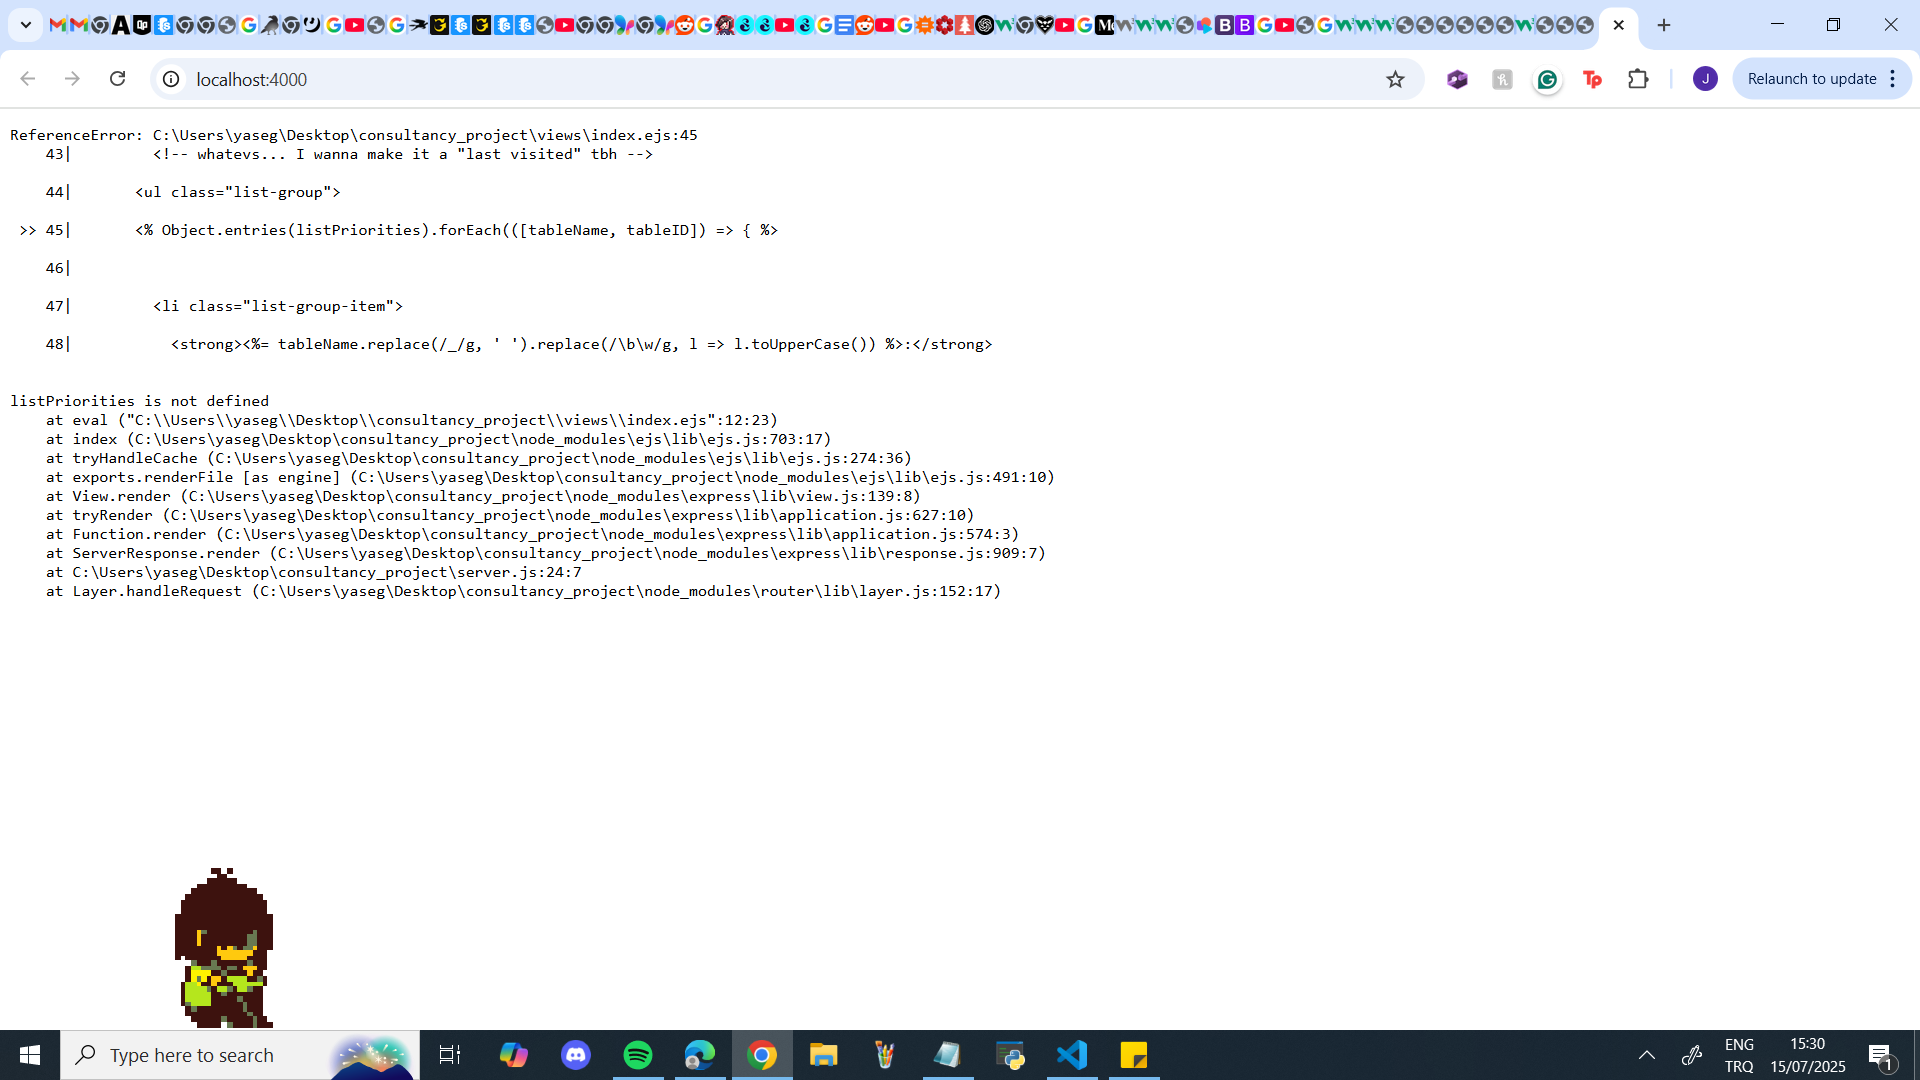 localhost:4000
Relaunch to update
J
ReferenceError: C:\Users\yaseg\Desktop\consultancy_project\views\index.ejs:45
43|         <!-- whatevs... I wanna make it a "last visited" tbh -->
44|       <ul class="list-group">
>> 45|       <% Object.entries(listPriorities).forEach(([tableName, tableID]) => { %>
46|
47|         <li class="list-group-item">
48|           <strong><%= tableName.replace(/_/g, ' ').replace(/\b\w/g, l => l.toUpperCase()) %>:</strong>
listPriorities is not defined
at eval ("C:\\Users\\yaseg\\Desktop\\consultancy_project\\views\\index.ejs":12:23)
at index (C:\Users\yaseg\Desktop\consultancy_project\node_modules\ejs\lib\ejs.js:703:17)
at tryHandleCache (C:\Users\yaseg\Desktop\consultancy_project\node_modules\ejs\lib\ejs.js:274:36)
at exports.renderFile [as engine] (C:\Users\yaseg\Desktop\consultancy_project\node_modules\ejs\lib\ejs.js:491:10)
at View.render (C:\Users\yaseg\Desktop\consultancy_project\node_modules\express\lib\view.js:139:8)
at tryRender (C:\Users\yaseg\Desktop\consultancy_project\node_modules\express\lib\application.js:627:10)
at Function.render (C:\Users\yaseg\Desktop\consultancy_project\node_modules\express\lib\application.js:574:3)
at ServerResponse.render (C:\Users\yaseg\Desktop\consultancy_project\node_modules\express\lib\response.js:909:7)
at C:\Users\yaseg\Desktop\consultancy_project\server.js:24:7
at Layer.handleRequest (C:\Users\yaseg\Desktop\consultancy_project\node_modules\router\lib\layer.js:152:17)
Type here to search
ENG
TRQ
15:30
15/07/2025
1